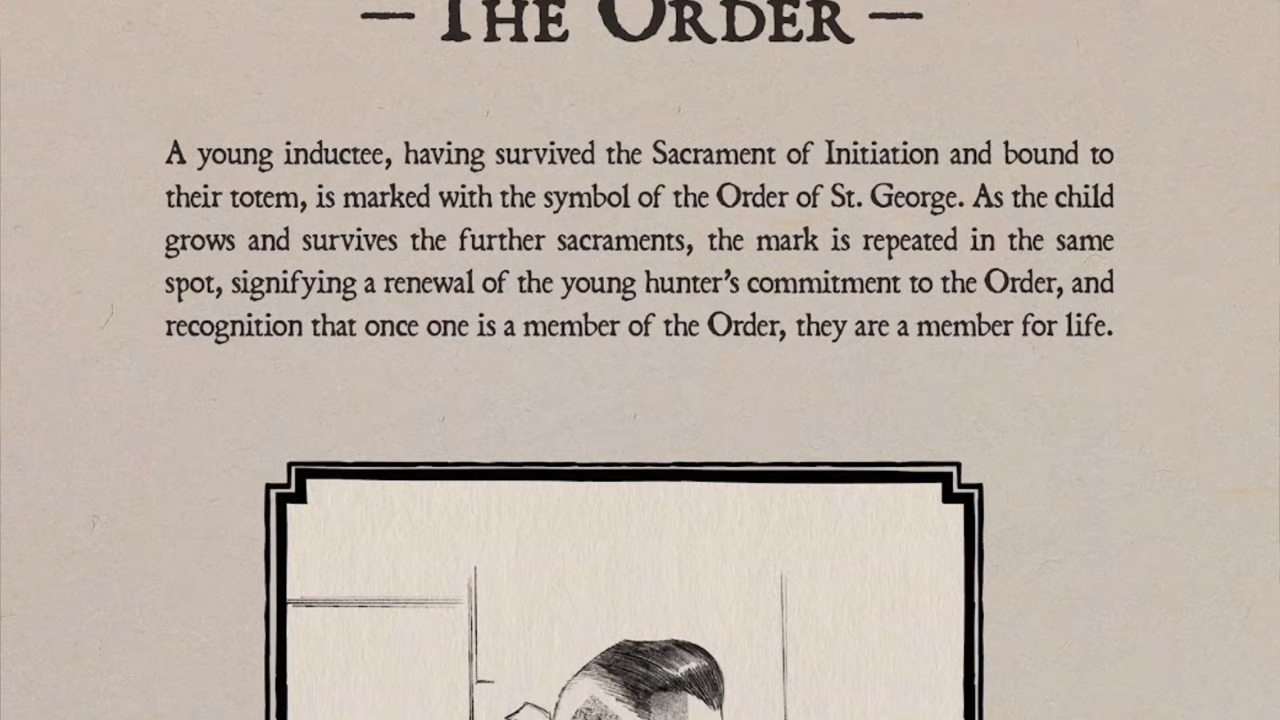 – The Order –
A young inductee, having survived the Sacrament of Initiation and bound to
their totem, is marked with the symbol of the Order of St. George. As the child
grows and survives the further sacraments, the mark is repeated in the same
spot, signifying a renewal of the young hunter's commitment to the Order, and
recognition that once one is a member of the Order, they are a member for life.